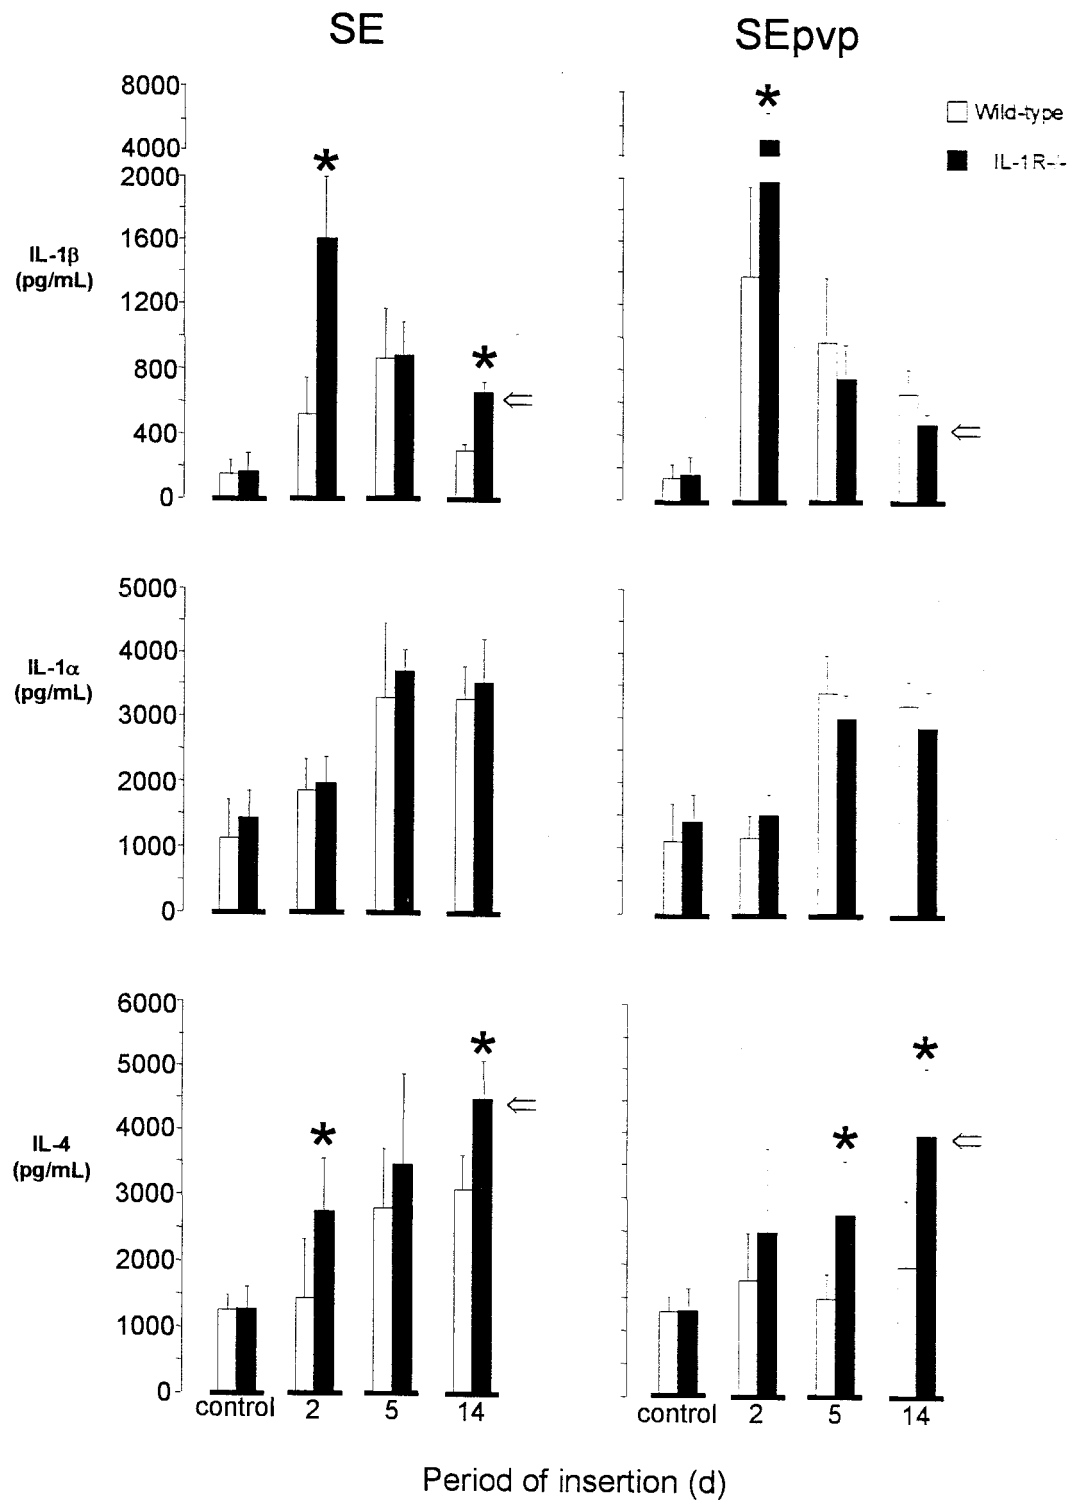 SE
SEpvp
Wild-type
IL-1R-/-
8000
4000
2000
1600
1200
800
400
0
IL-1β
(pg/mL)
*
*
*
5000
4000
3000
2000
1000
0
IL-1α
(pg/mL)
6000
5000
4000
3000
2000
1000
0
IL-4
(pg/mL)
*
*
*
*
control 2 5 14
control 2 5 14
Period of insertion (d)